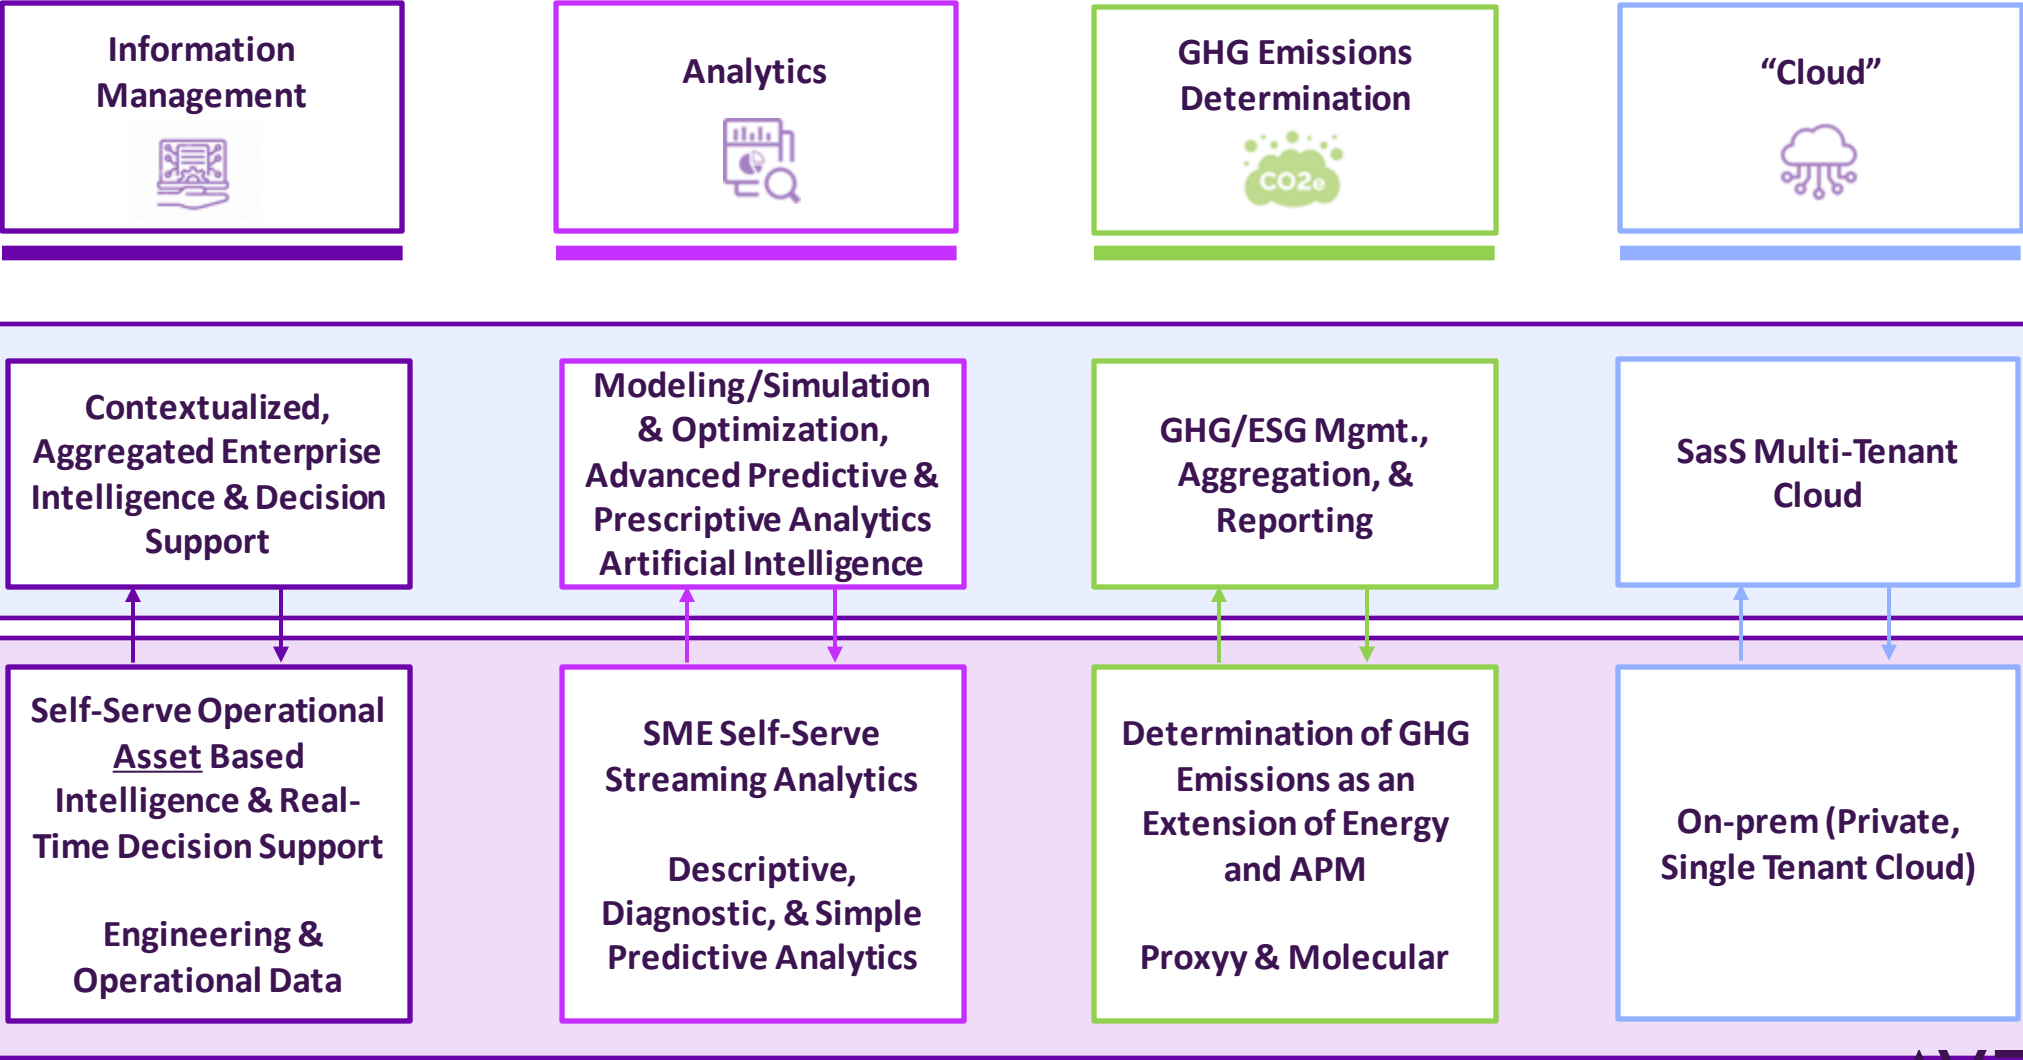 Information
Management
Analytics
GHG Emissions
Determination
CO2e
“Cloud”
Contextualized,
Aggregated Enterprise
Intelligence & Decision
Support
Modeling/Simulation
& Optimization,
Advanced Predictive &
Prescriptive Analytics
Artificial Intelligence
GHG/ESG Mgmt.,
Aggregation, &
Reporting
SasS Multi-Tenant
Cloud
Self-Serve Operational
Asset Based
Intelligence & Real-
Time Decision Support
Engineering &
Operational Data
SME Self-Serve
Streaming Analytics
Descriptive,
Diagnostic, & Simple
Predictive Analytics
Determination of GHG
Emissions as an
Extension of Energy
and APM
Proxyy & Molecular
On-prem (Private,
Single Tenant Cloud)